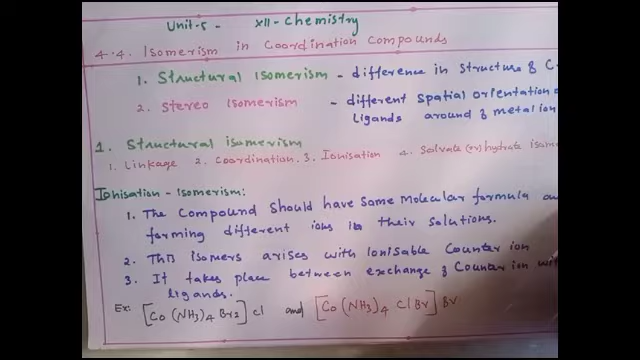 Unit-5 - XII - Chemistry
4.4. Isomerism in Coordination Compounds
1. Structural Isomerism - difference in structure & C
2. Stereo Isomerism - different Spatial orientation
ligands around & metal ion
1. Structural isomerism
1. Linkage 2. Coordination. 3. Ionisation 4. Solvate (or) hydrate isome
Ionisation - Isomerism:
1. The Compound Should have Same Molecular formula
forming different ions in their Solutions.
2. This isomers arises with Ionisable Counter ion
3. It takes place between exchange & Counter ion with
ligands.
Ex: [Co (NH3)4 Br2] Cl and [Co (NH3)4 Cl Br] Br